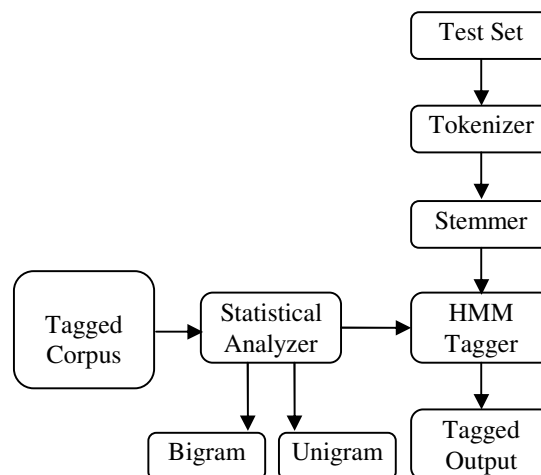 Test Set
Tokenizer
Stemmer
Tagged
Corpus
Statistical
Analyzer
HMM
Tagger
Bigram
Unigram
Tagged
Output